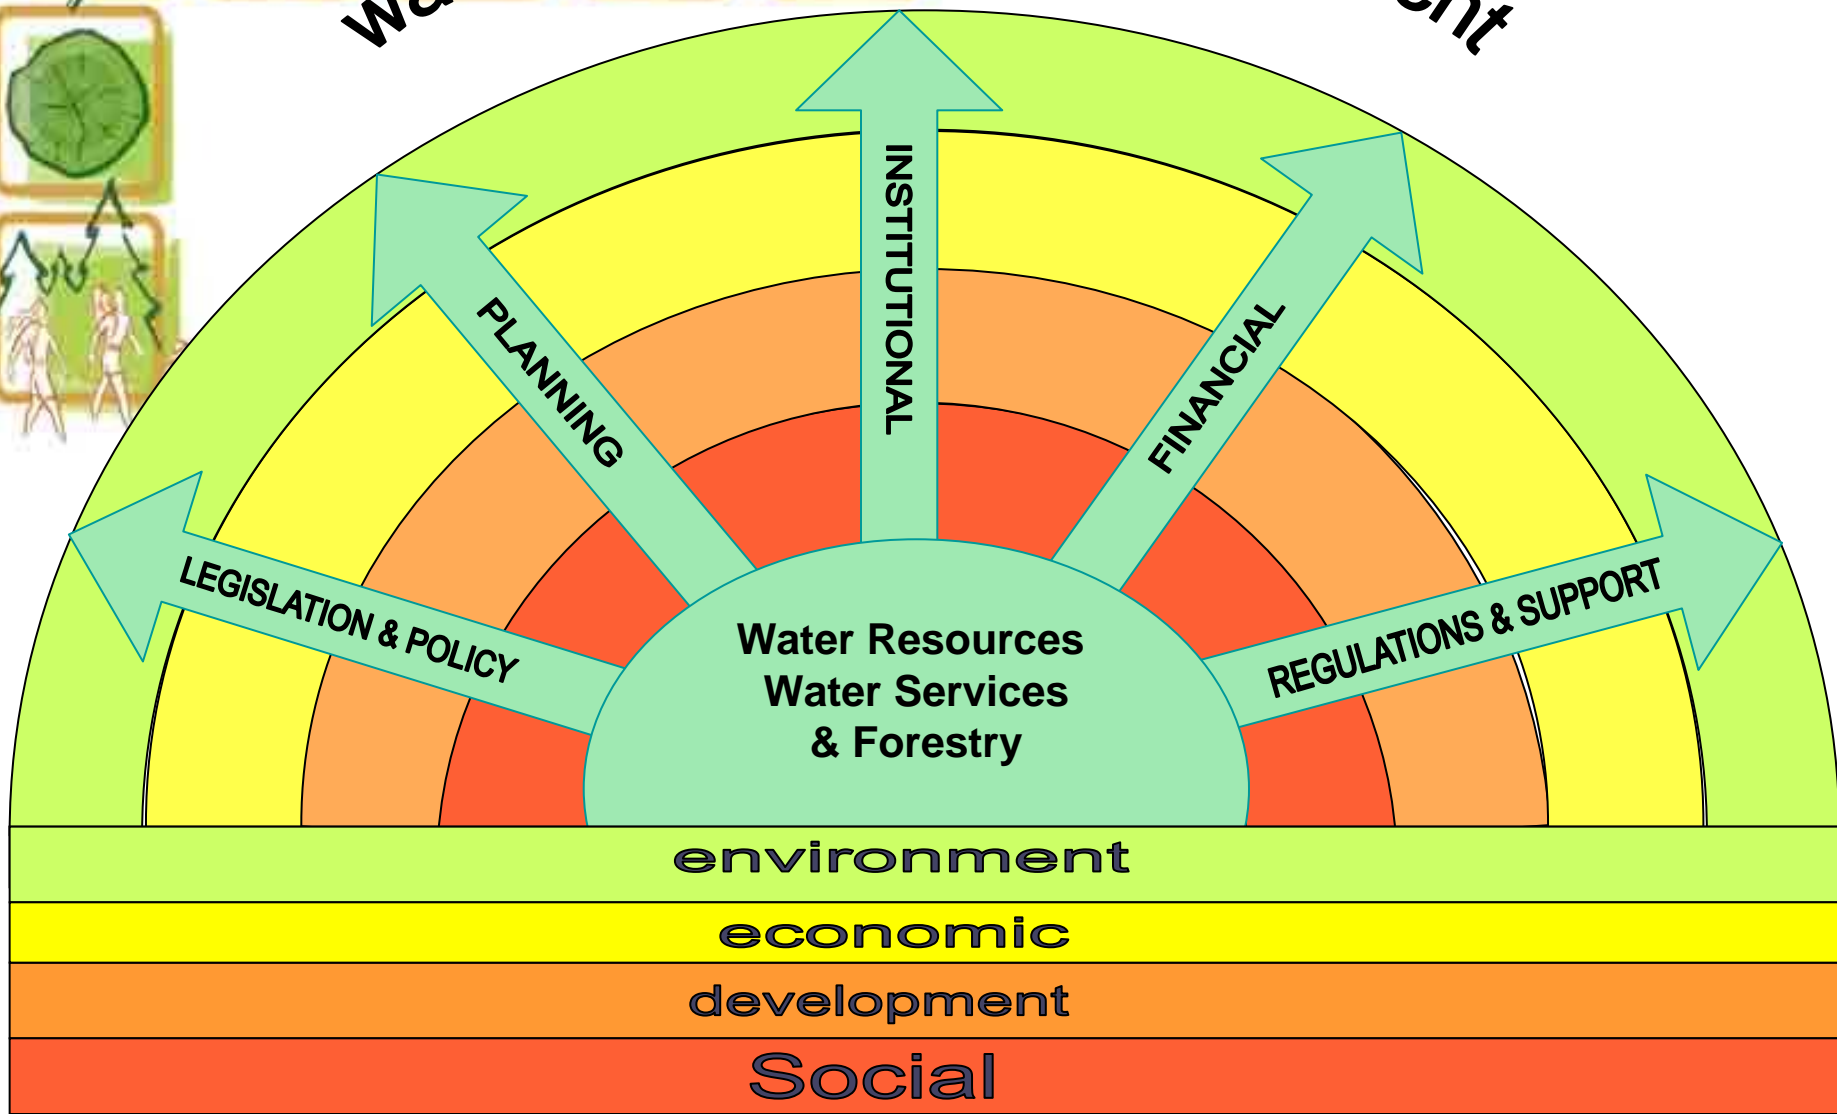 INSTITUTIONAL
PLANNING
FINANCIAL
LEGISLATION & POLICY
REGULATIONS & SUPPORT
Water Resources
Water Services
& Forestry
environment
economic
development
Social